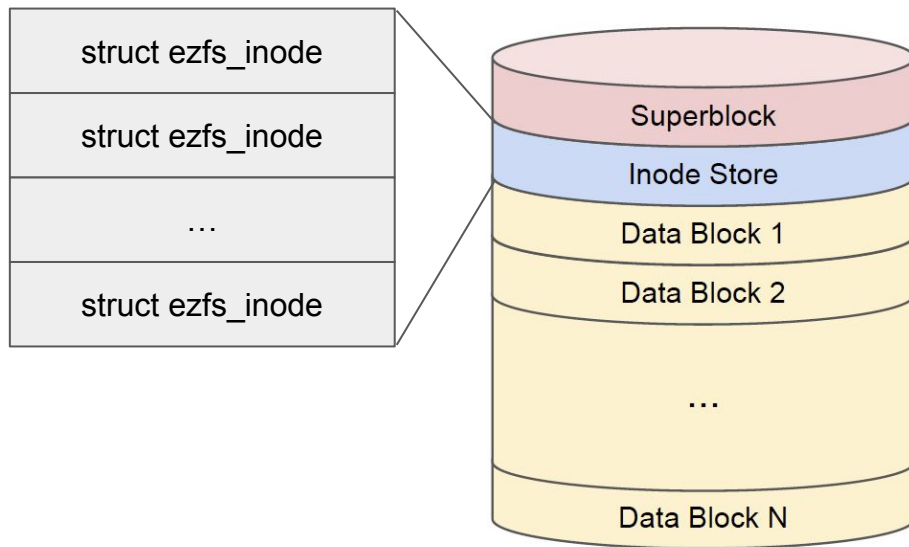 struct ezfs_inode
struct ezfs_inode
...
struct ezfs_inode
Superblock
Inode Store
Data Block 1
Data Block 2
...
Data Block N